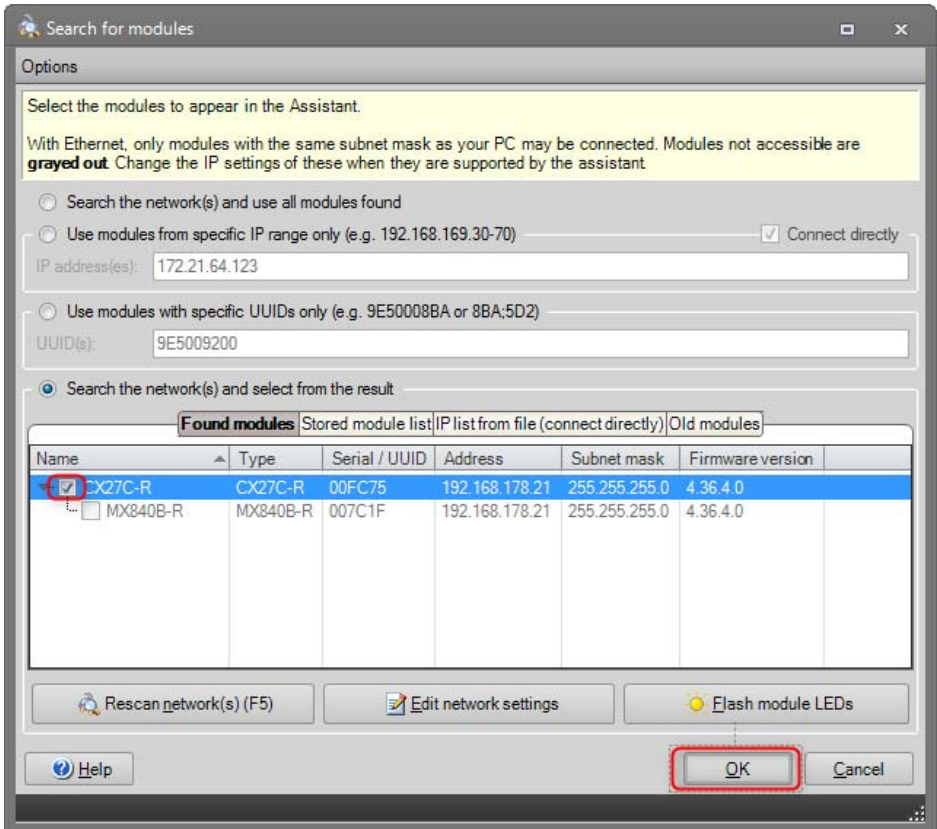 Search for modules
Options
Select the modules to appear in the Assistant.
With Ethernet, only modules with the same subnet mask as your PC may be connected. Modules not accessible are
grayed out. Change the IP settings of these when they are supported by the assistant
Search the network(s) and use all modules found
Use modules from specific IP range only (e.g. 192.168.169.30-70) Connect directly
IP address(es): 172.21.64.123
Use modules with specific UUIDs only (e.g. 9E50008BA or 8BA;5D2)
UUID(s): 9E5009200
Search the network(s) and select from the result
Found modules Stored module list IP list from file (connect directly) Old modules
Name Type Serial / UUID Address Subnet mask Firmware version
CX27C-R CX27C-R 00FC75 192.168.178.21 255.255.255.0 4.36.4.0
MX840B-R MX840B-R 007C1F 192.168.178.21 255.255.255.0 4.36.4.0
Rescan network(s) (F5) Edit network settings Flash module LEDs
Help OK Cancel